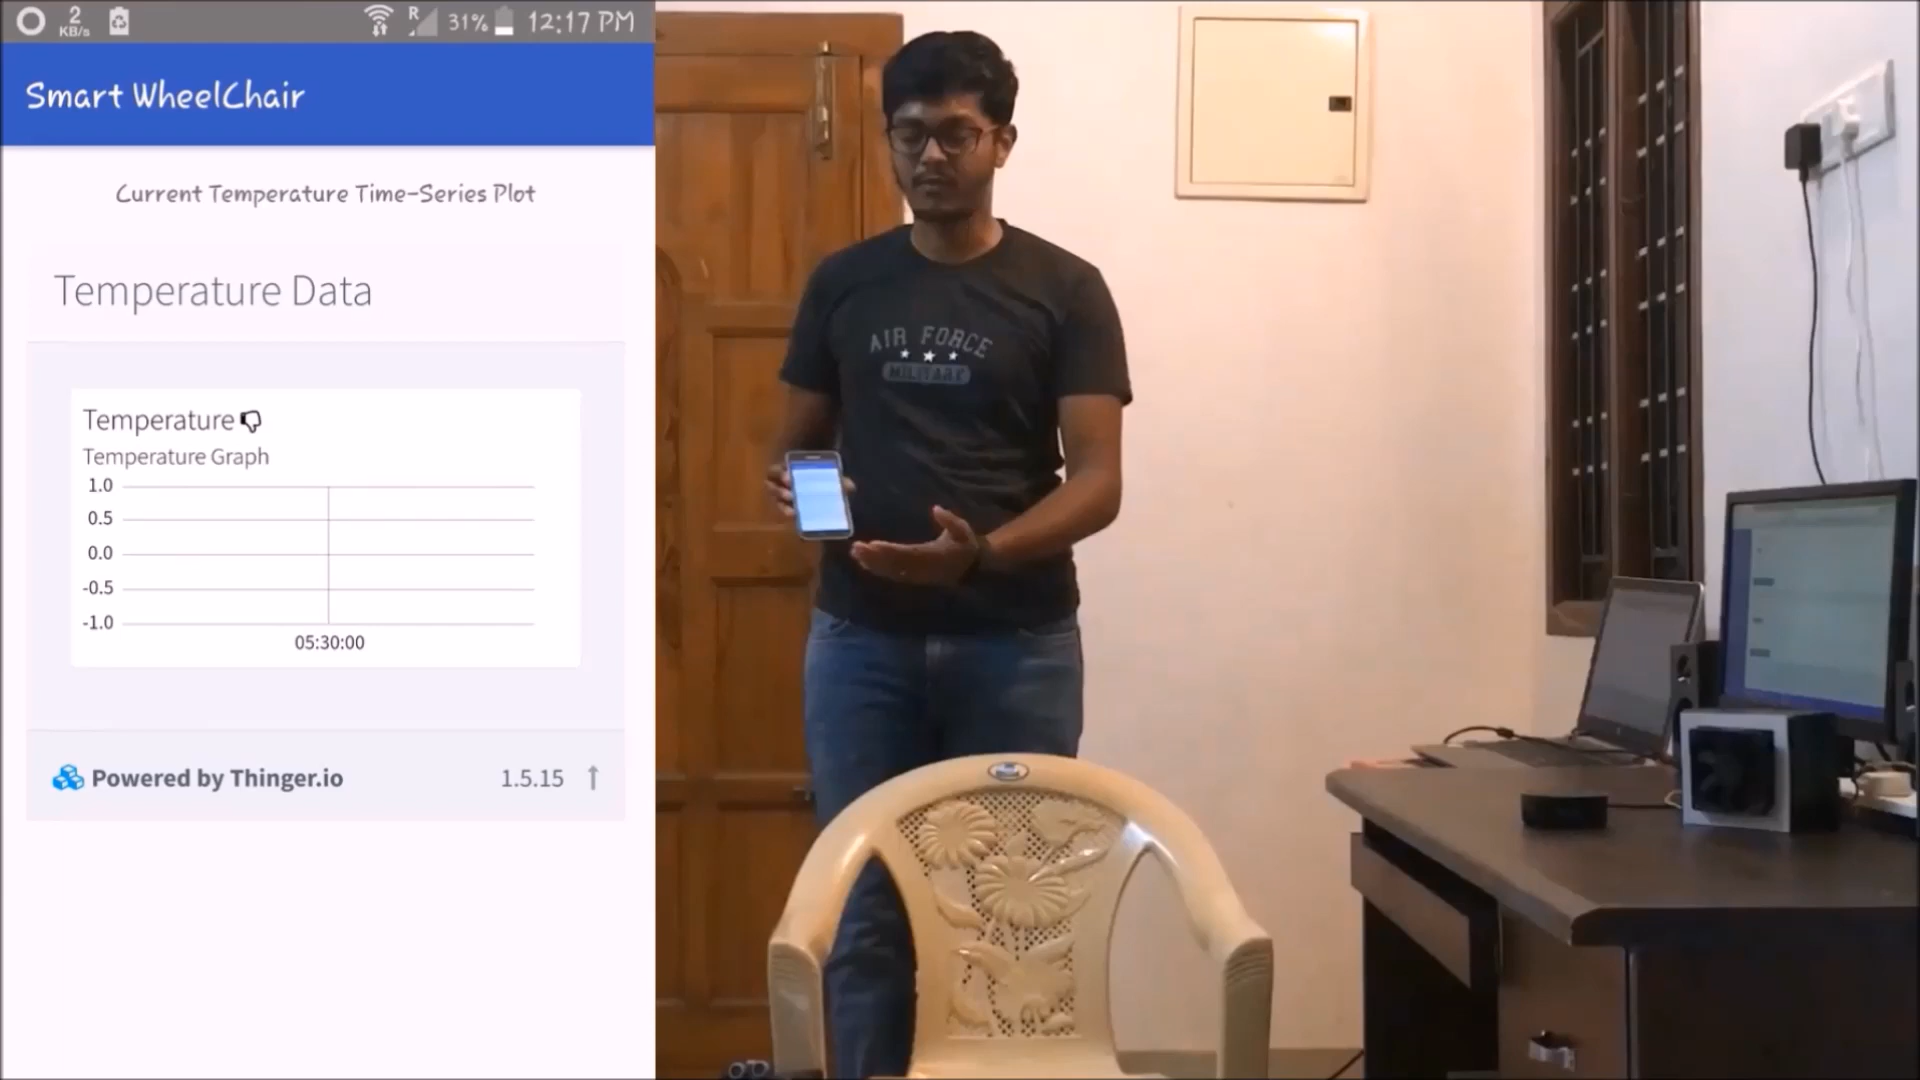 2
KB/s
R
31%
12:17 PM
Smart WheelChair
Current Temperature Time-Series Plot
Temperature Data
Temperature
Temperature Graph
1.0
0.5
0.0
-0.5
-1.0
05:30:00
Powered by Thinger.io
1.5.15
AIR FORCE
MILITARY